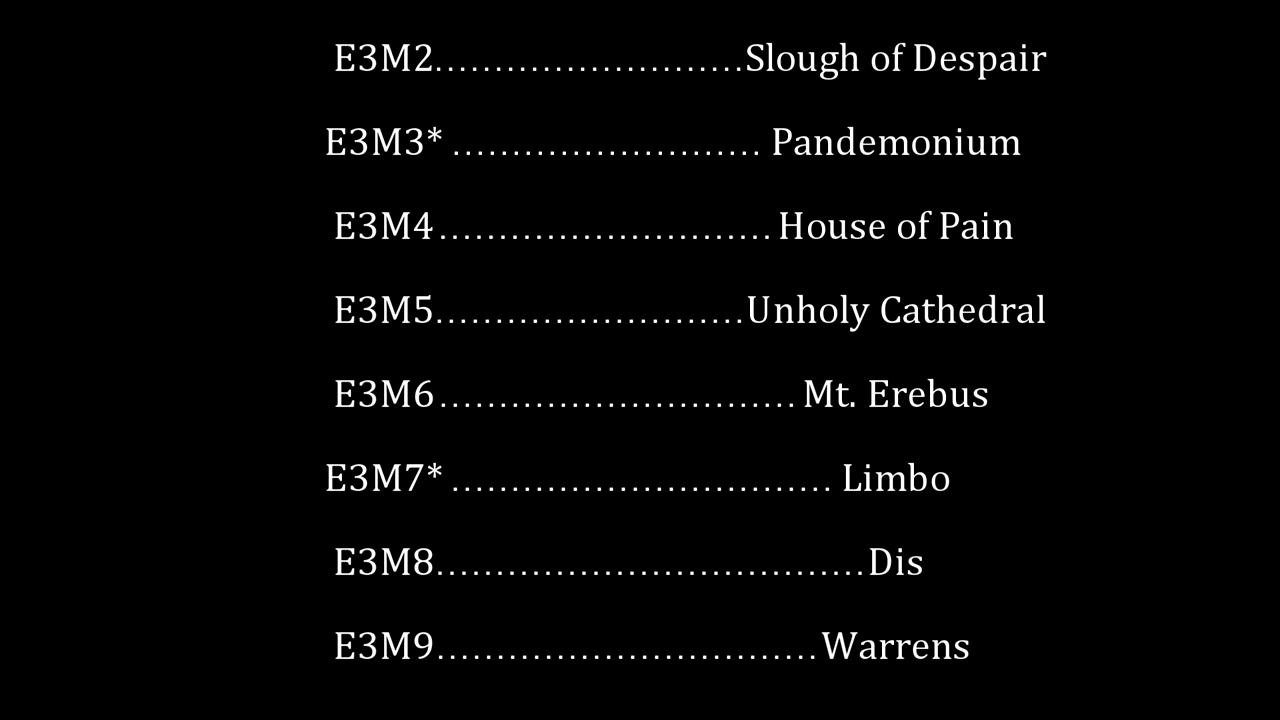 E3M2..........................Slough of Despair
E3M3* .......................... Pandemonium
E3M4............................ House of Pain
E3M5..........................Unholy Cathedral
E3M6.............................. Mt. Erebus
E3M7* ................................ Limbo
E3M8....................................Dis
E3M9................................Warrens